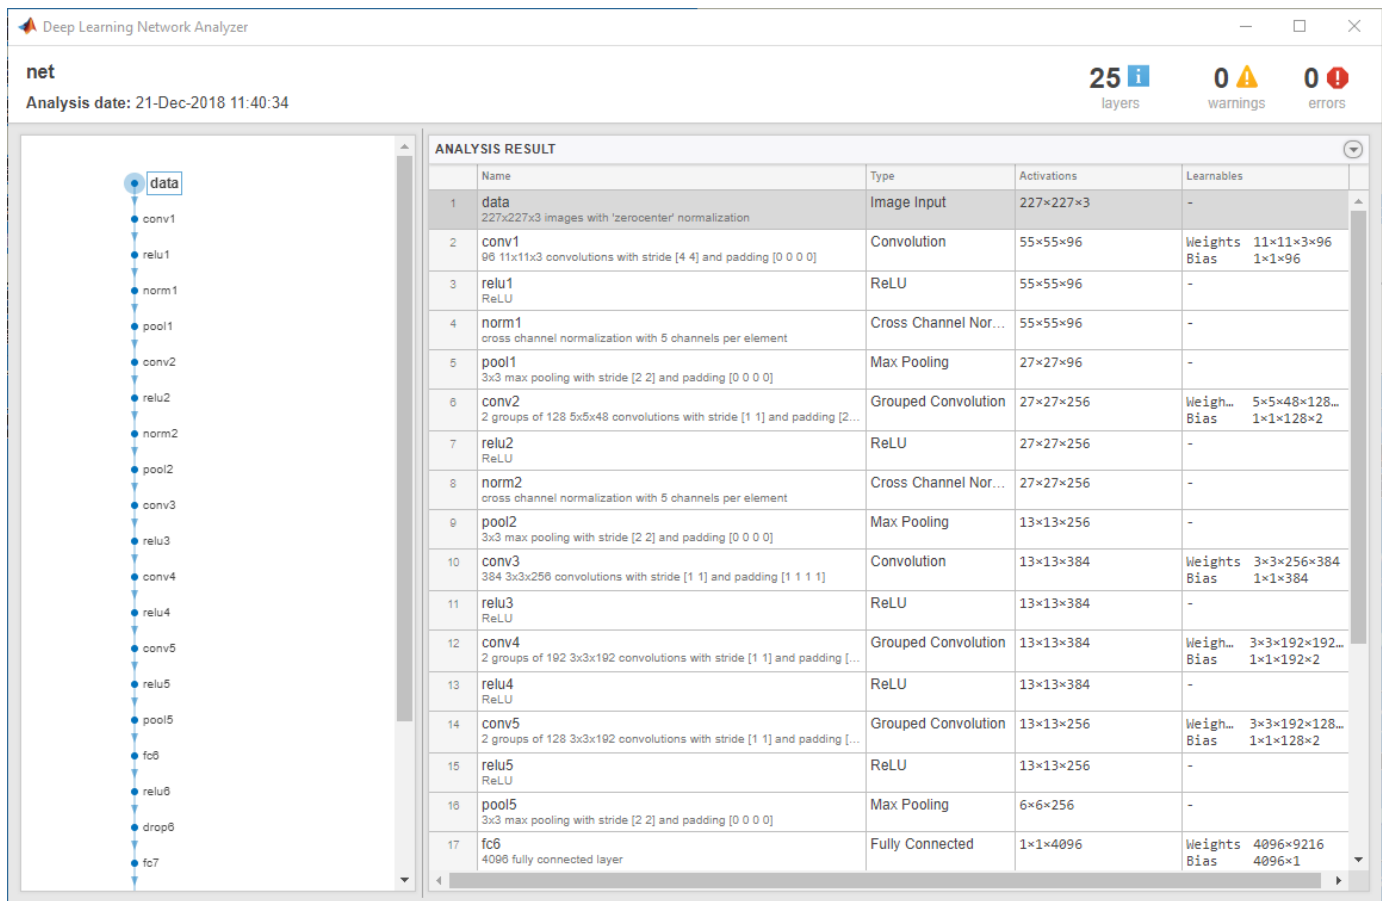 Deep Learning Network Analyzer
net
Analysis date: 21-Dec-2018 11:40:34
25 layers
0 warnings
0 errors
data
conv1
relu1
norm1
pool1
conv2
relu2
norm2
pool2
conv3
relu3
conv4
relu4
conv5
relu5
pool5
fc6
relu6
drop6
fc7
ANALYSIS RESULT
Name Type Activations Learnables
1 data Image Input 227×227×3 -
227x227x3 images with 'zerocenter' normalization
2 conv1 Convolution 55×55×96 Weights 11×11×3×96
96 11x11x3 convolutions with stride [4 4] and padding [0 0 0 0] Bias 1×1×96
3 relu1 ReLU 55×55×96 -
ReLU
4 norm1 Cross Channel Nor... 55×55×96 -
cross channel normalization with 5 channels per element
5 pool1 Max Pooling 27×27×96 -
3x3 max pooling with stride [2 2] and padding [0 0 0 0]
6 conv2 Grouped Convolution 27×27×256 Weigh… 5×5×48×128…
2 groups of 128 5x5x48 convolutions with stride [1 1] and padding [2... Bias 1×1×128×2
7 relu2 ReLU 27×27×256 -
ReLU
8 norm2 Cross Channel Nor... 27×27×256 -
cross channel normalization with 5 channels per element
9 pool2 Max Pooling 13×13×256 -
3x3 max pooling with stride [2 2] and padding [0 0 0 0]
10 conv3 Convolution 13×13×384 Weights 3×3×256×384
384 3x3x256 convolutions with stride [1 1] and padding [1 1 1 1] Bias 1×1×384
11 relu3 ReLU 13×13×384 -
ReLU
12 conv4 Grouped Convolution 13×13×384 Weigh… 3×3×192×192…
2 groups of 192 3x3x192 convolutions with stride [1 1] and padding [... Bias 1×1×192×2
13 relu4 ReLU 13×13×384 -
ReLU
14 conv5 Grouped Convolution 13×13×256 Weigh… 3×3×192×128…
2 groups of 128 3x3x192 convolutions with stride [1 1] and padding [... Bias 1×1×128×2
15 relu5 ReLU 13×13×256 -
ReLU
16 pool5 Max Pooling 6×6×256 -
3x3 max pooling with stride [2 2] and padding [0 0 0 0]
17 fc6 Fully Connected 1×1×4096 Weights 4096×9216
4096 fully connected layer Bias 4096×1